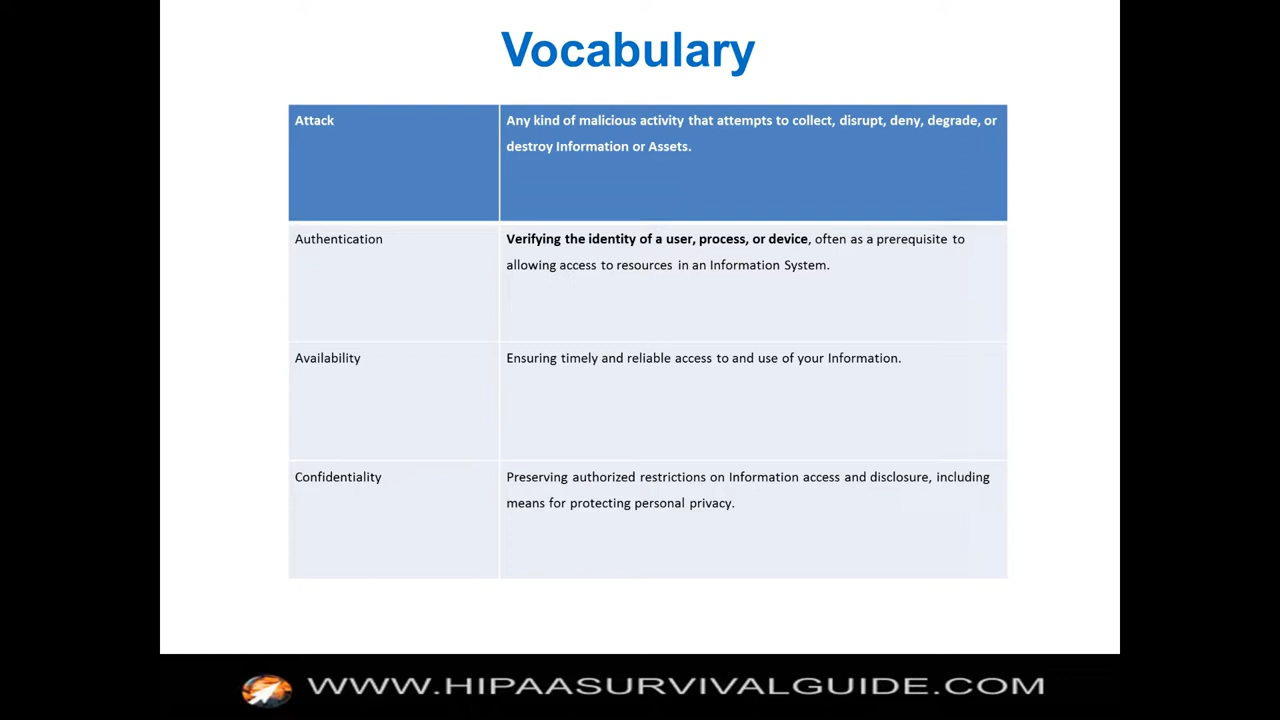 Vocabulary
Attack
Any kind of malicious activity that attempts to collect, disrupt, deny, degrade, or
destroy Information or Assets.
Authentication
Verifying the identity of a user, process, or device, often as a prerequisite to
allowing access to resources in an Information System.
Availability
Ensuring timely and reliable access to and use of your Information.
Confidentiality
Preserving authorized restrictions on Information access and disclosure, including
means for protecting personal privacy.
WWW.HIPAASURVIVALGUIDE.COM